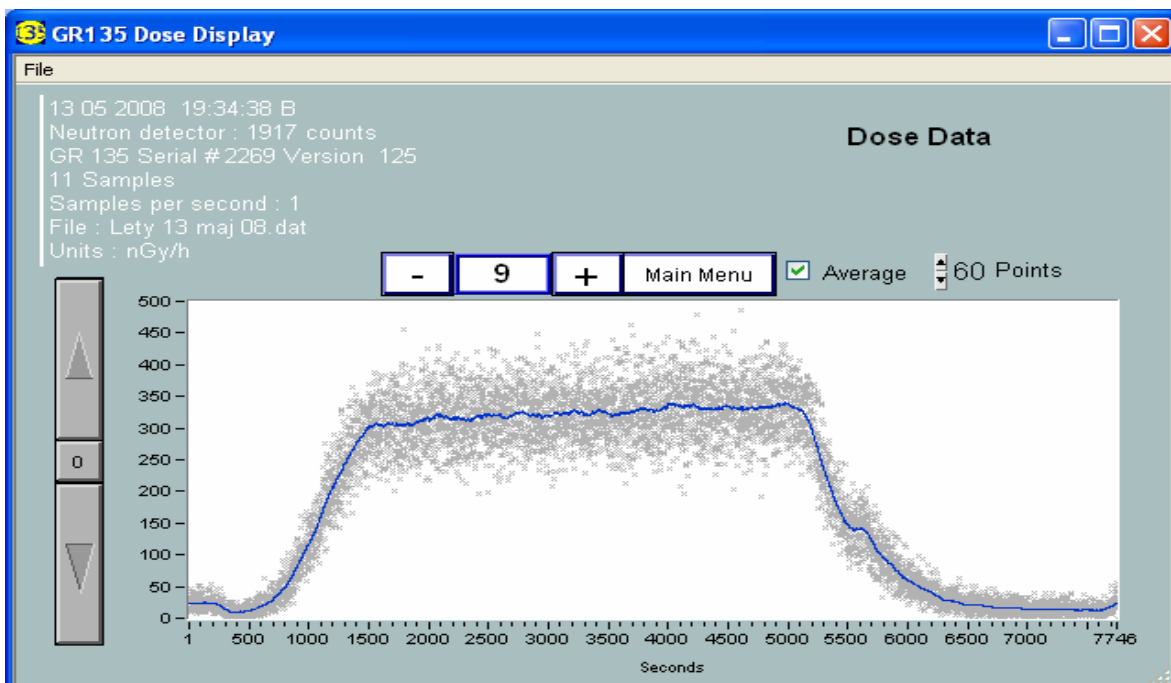 GR135 Dose Display
File
13 05 2008 19:34:38 B
Neutron detector : 1917 counts
GR 135 Serial #2269 Version 125
11 Samples
Samples per second : 1
File : Lety 13 maj 08.dat
Units : nGy/h
Dose Data
- 9 + Main Menu Average 60 Points
0
500
450
400
350
300
250
200
150
100
50
0
1 500 1000 1500 2000 2500 3000 3500 4000 4500 5000 5500 6000 6500 7000 7746
Seconds